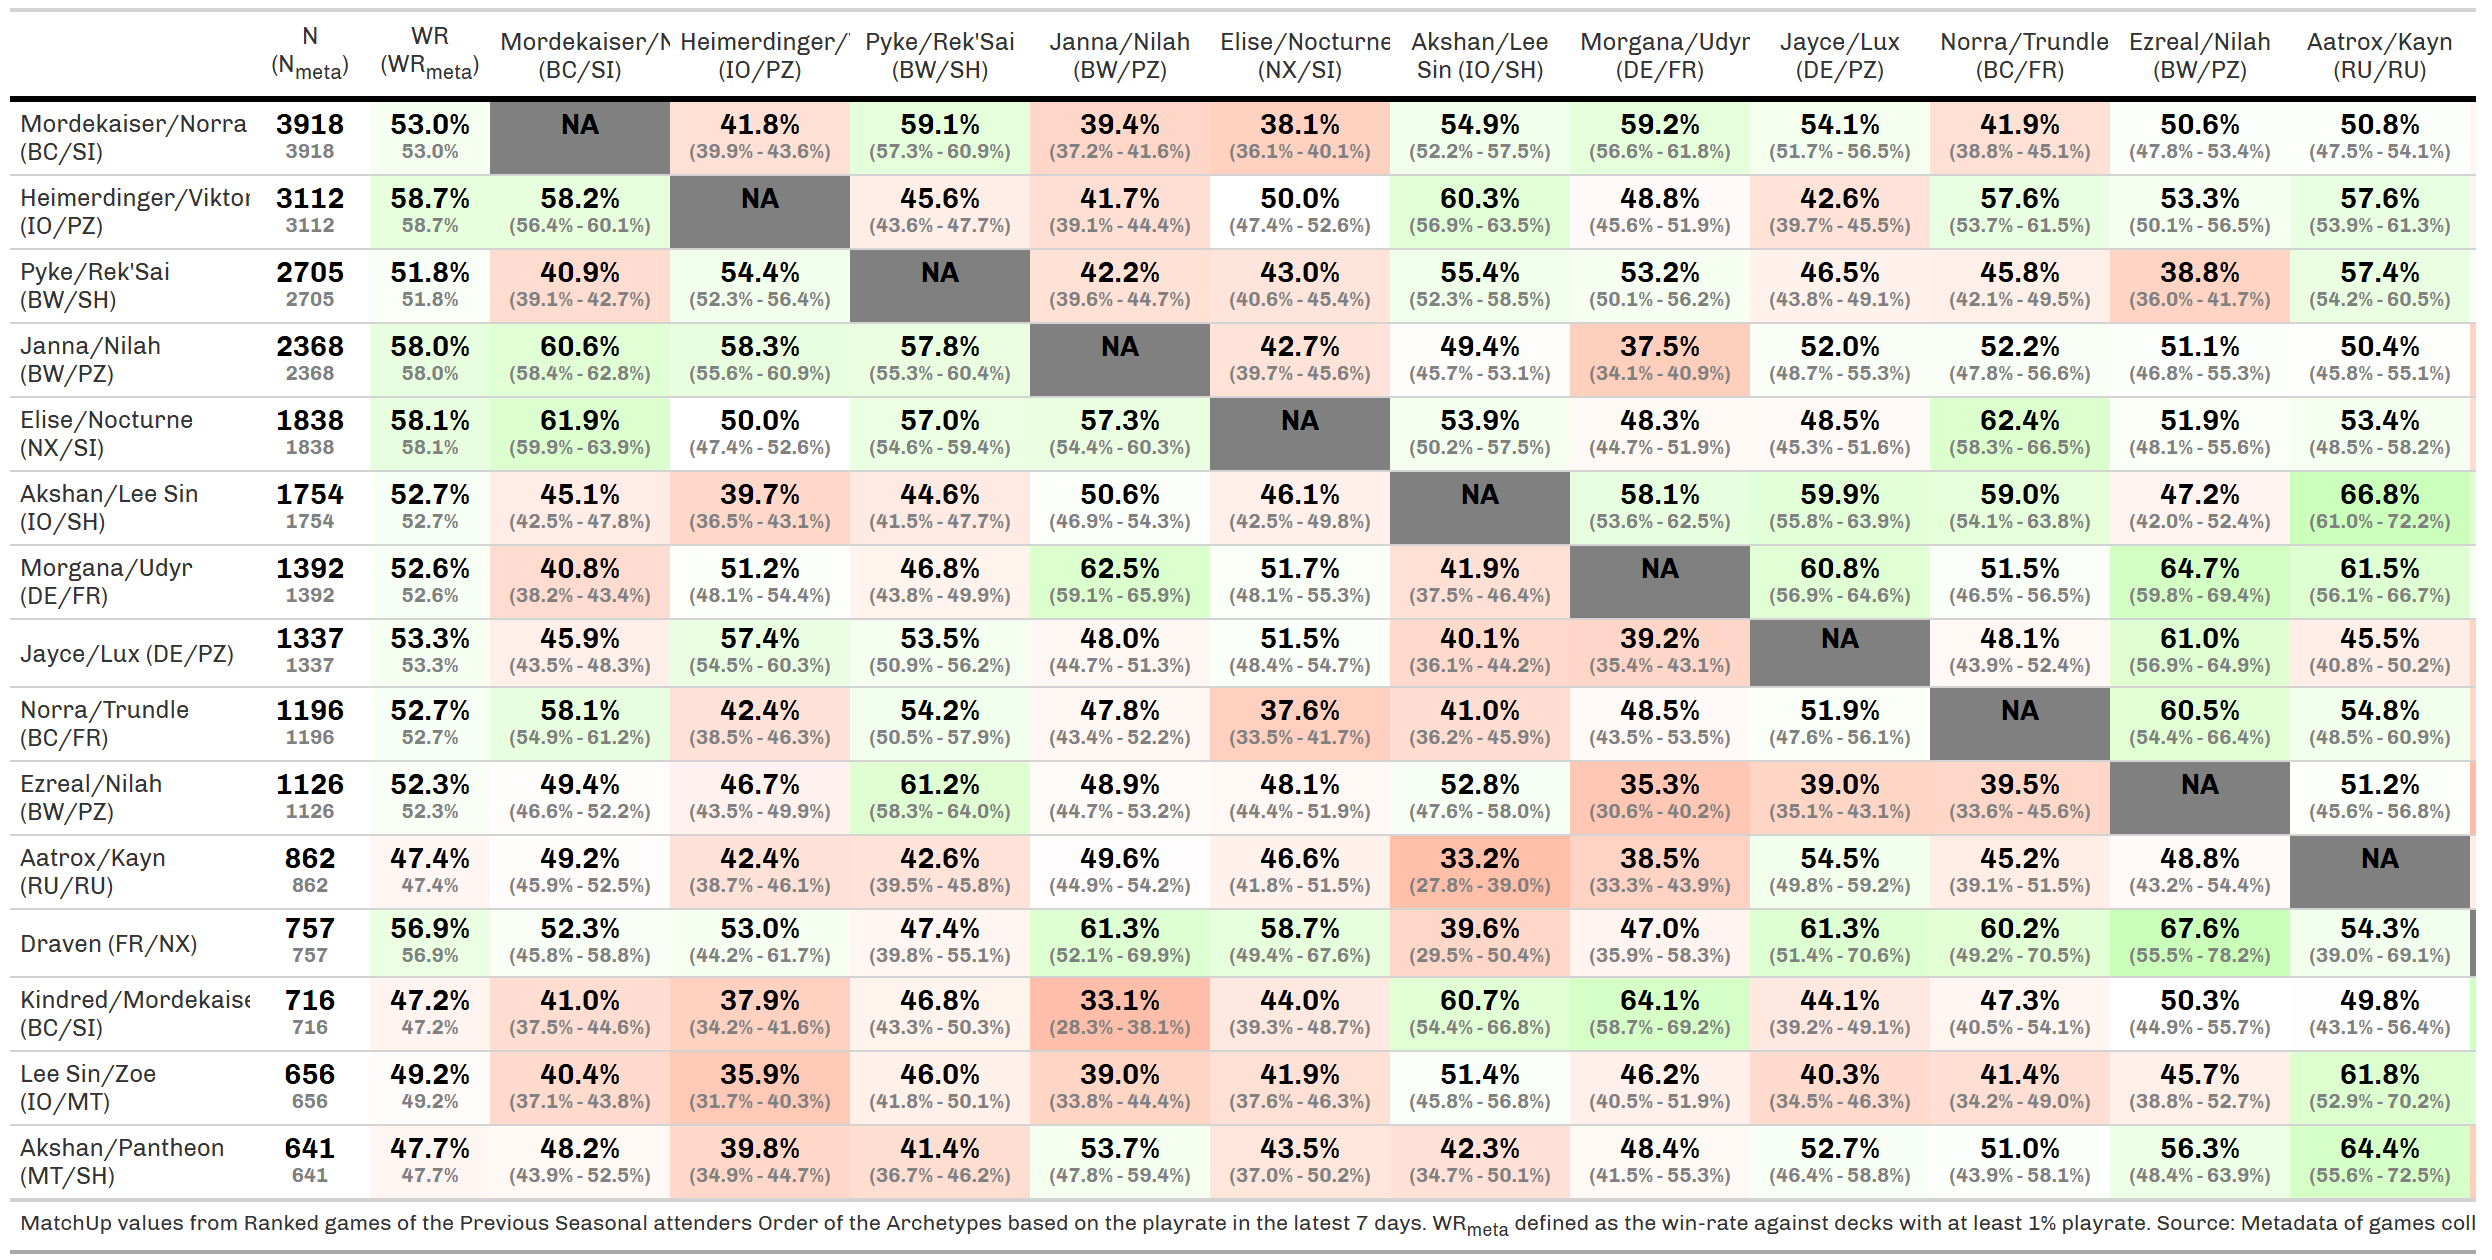 N WR Mordekaiser/N Heimerdinger/ Pyke/Rek'Sai Janna/Nilah Elise/Nocturne Akshan/Lee Morgana/Udyr Jayce/Lux Norra/Trundle Ezreal/Nilah Aatrox/Kayn
(Nmeta) (WRmeta) (BC/SI) (IO/PZ) (BW/SH) (BW/PZ) (NX/SI) Sin (IO/SH) (DE/FR) (DE/PZ) (BC/FR) (BW/PZ) (RU/RU)
Mordekaiser/Norra 3918 53.0% NA 41.8% 59.1% 39.4% 38.1% 54.9% 59.2% 54.1% 41.9% 50.6% 50.8%
(BC/SI) 3918 53.0% (39.9% - 43.6%) (57.3% - 60.9%) (37.2% - 41.6%) (36.1% - 40.1%) (52.2% - 57.5%) (56.6% - 61.8%) (51.7% - 56.5%) (38.8% - 45.1%) (47.8% - 53.4%) (47.5% - 54.1%)
Heimerdinger/Viktor 3112 58.7% 58.2% NA 45.6% 41.7% 50.0% 60.3% 48.8% 42.6% 57.6% 53.3% 57.6%
(IO/PZ) 3112 58.7% (56.4% - 60.1%) (43.6% - 47.7%) (39.1% - 44.4%) (47.4% - 52.6%) (56.9% - 63.5%) (45.6% - 51.9%) (39.7% - 45.5%) (53.7% - 61.5%) (50.1% - 56.5%) (53.9% - 61.3%)
Pyke/Rek'Sai 2705 51.8% 40.9% 54.4% NA 42.2% 43.0% 55.4% 53.2% 46.5% 45.8% 38.8% 57.4%
(BW/SH) 2705 51.8% (39.1% - 42.7%) (52.3% - 56.4%) (39.6% - 44.7%) (40.6% - 45.4%) (52.3% - 58.5%) (50.1% - 56.2%) (43.8% - 49.1%) (42.1% - 49.5%) (36.0% - 41.7%) (54.2% - 60.5%)
Janna/Nilah 2368 58.0% 60.6% 58.3% 57.8% NA 42.7% 49.4% 37.5% 52.0% 52.2% 51.1% 50.4%
(BW/PZ) 2368 58.0% (58.4% - 62.8%) (55.6% - 60.9%) (55.3% - 60.4%) (39.7% - 45.6%) (45.7% - 53.1%) (34.1% - 40.9%) (48.7% - 55.3%) (47.8% - 56.6%) (46.8% - 55.3%) (45.8% - 55.1%)
Elise/Nocturne 1838 58.1% 61.9% 50.0% 57.0% 57.3% NA 53.9% 48.3% 48.5% 62.4% 51.9% 53.4%
(NX/SI) 1838 58.1% (59.9% - 63.9%) (47.4% - 52.6%) (54.6% - 59.4%) (54.4% - 60.3%) (50.2% - 57.5%) (44.7% - 51.9%) (45.3% - 51.6%) (58.3% - 66.5%) (48.1% - 55.6%) (48.5% - 58.2%)
Akshan/Lee Sin 1754 52.7% 45.1% 39.7% 44.6% 50.6% 46.1% NA 58.1% 59.9% 59.0% 47.2% 66.8%
(IO/SH) 1754 52.7% (42.5% - 47.8%) (36.5% - 43.1%) (41.5% - 47.7%) (46.9% - 54.3%) (42.5% - 49.8%) (53.6% - 62.5%) (55.8% - 63.9%) (54.1% - 63.8%) (42.0% - 52.4%) (61.0% - 72.2%)
Morgana/Udyr 1392 52.6% 40.8% 51.2% 46.8% 62.5% 51.7% 41.9% NA 60.8% 51.5% 64.7% 61.5%
(DE/FR) 1392 52.6% (38.2% - 43.4%) (48.1% - 54.4%) (43.8% - 49.9%) (59.1% - 65.9%) (48.1% - 55.3%) (37.5% - 46.4%) (56.9% - 64.6%) (46.5% - 56.5%) (59.8% - 69.4%) (56.1% - 66.7%)
Jayce/Lux (DE/PZ) 1337 53.3% 45.9% 57.4% 53.5% 48.0% 51.5% 40.1% 39.2% NA 48.1% 61.0% 45.5%
1337 53.3% (43.5% - 48.3%) (54.5% - 60.3%) (50.9% - 56.2%) (44.7% - 51.3%) (48.4% - 54.7%) (36.1% - 44.2%) (35.4% - 43.1%) (43.9% - 52.4%) (56.9% - 64.9%) (40.8% - 50.2%)
Norra/Trundle 1196 52.7% 58.1% 42.4% 54.2% 47.8% 37.6% 41.0% 48.5% 51.9% NA 60.5% 54.8%
(BC/FR) 1196 52.7% (54.9% - 61.2%) (38.5% - 46.3%) (50.5% - 57.9%) (43.4% - 52.2%) (33.5% - 41.7%) (36.2% - 45.9%) (43.5% - 53.5%) (47.6% - 56.1%) (54.4% - 66.4%) (48.5% - 60.9%)
Ezreal/Nilah 1126 52.3% 49.4% 46.7% 61.2% 48.9% 48.1% 52.8% 35.3% 39.0% 39.5% NA 51.2%
(BW/PZ) 1126 52.3% (46.6% - 52.2%) (43.5% - 49.9%) (58.3% - 64.0%) (44.7% - 53.2%) (44.4% - 51.9%) (47.6% - 58.0%) (30.6% - 40.2%) (35.1% - 43.1%) (33.6% - 45.6%) (45.6% - 56.8%)
Aatrox/Kayn 862 47.4% 49.2% 42.4% 42.6% 49.6% 46.6% 33.2% 38.5% 54.5% 45.2% 48.8% NA
(RU/RU) 862 47.4% (45.9% - 52.5%) (38.7% - 46.1%) (39.5% - 45.8%) (44.9% - 54.2%) (41.8% - 51.5%) (27.8% - 39.0%) (33.3% - 43.9%) (49.8% - 59.2%) (39.1% - 51.5%) (43.2% - 54.4%)
Draven (FR/NX) 757 56.9% 52.3% 53.0% 47.4% 61.3% 58.7% 39.6% 47.0% 61.3% 60.2% 67.6% 54.3%
757 56.9% (45.8% - 58.8%) (44.2% - 61.7%) (39.8% - 55.1%) (52.1% - 69.9%) (49.4% - 67.6%) (29.5% - 50.4%) (35.9% - 58.3%) (51.4% - 70.6%) (49.2% - 70.5%) (55.5% - 78.2%) (39.0% - 69.1%)
Kindred/Mordekaise 716 47.2% 41.0% 37.9% 46.8% 33.1% 44.0% 60.7% 64.1% 44.1% 47.3% 50.3% 49.8%
(BC/SI) 716 47.2% (37.5% - 44.6%) (34.2% - 41.6%) (43.3% - 50.3%) (28.3% - 38.1%) (39.3% - 48.7%) (54.4% - 66.8%) (58.7% - 69.2%) (39.2% - 49.1%) (40.5% - 54.1%) (44.9% - 55.7%) (43.1% - 56.4%)
Lee Sin/Zoe 656 49.2% 40.4% 35.9% 46.0% 39.0% 41.9% 51.4% 46.2% 40.3% 41.4% 45.7% 61.8%
(IO/MT) 656 49.2% (37.1% - 43.8%) (31.7% - 40.3%) (41.8% - 50.1%) (33.8% - 44.4%) (37.6% - 46.3%) (45.8% - 56.8%) (40.5% - 51.9%) (34.5% - 46.3%) (34.2% - 49.0%) (38.8% - 52.7%) (52.9% - 70.2%)
Akshan/Pantheon 641 47.7% 48.2% 39.8% 41.4% 53.7% 43.5% 42.3% 48.4% 52.7% 51.0% 56.3% 64.4%
(MT/SH) 641 47.7% (43.9% - 52.5%) (34.9% - 44.7%) (36.7% - 46.2%) (47.8% - 59.4%) (37.0% - 50.2%) (34.7% - 50.1%) (41.5% - 55.3%) (46.4% - 58.8%) (43.9% - 58.1%) (48.4% - 63.9%) (55.6% - 72.5%)
MatchUp values from Ranked games of the Previous Seasonal attenders Order of the Archetypes based on the playrate in the latest 7 days. WRmeta defined as the win-rate against decks with at least 1% playrate. Source: Metadata of games coll